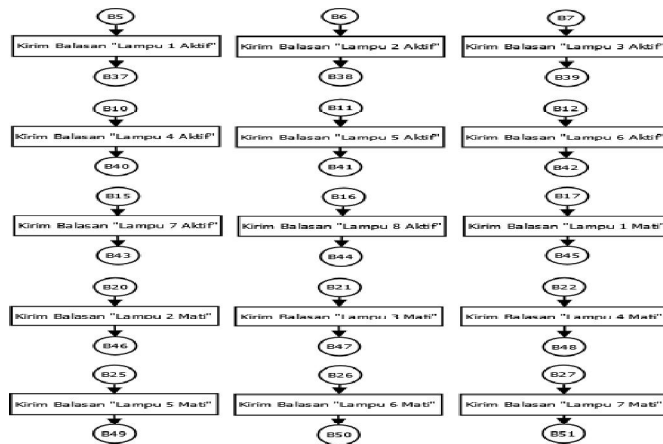 B5 B6 B7
Kirim Balasan "Lampu 1 Aktif" Kirim Balasan "Lampu 2 Aktif" Kirim Balasan "Lampu 3 Aktif"
B37 B38 B39
B10 B11 B12
Kirim Balasan "Lampu 4 Aktif" Kirim Balasan "Lampu 5 Aktif" Kirim Balasan "Lampu 6 Aktif"
B40 B41 B42
B15 B16 B17
Kirim Balasan "Lampu 7 Aktif" Kirim Balasan "Lampu 8 Aktif" Kirim Balasan "Lampu 1 Mati"
B43 B44 B45
B20 B21 B22
Kirim Balasan "Lampu 2 Mati" Kirim Balasan "Lampu 3 Mati" Kirim Balasan "Lampu 4 Mati"
B46 B47 B48
B25 B26 B27
Kirim Balasan "Lampu 5 Mati" Kirim Balasan "Lampu 6 Mati" Kirim Balasan "Lampu 7 Mati"
B49 B50 B51